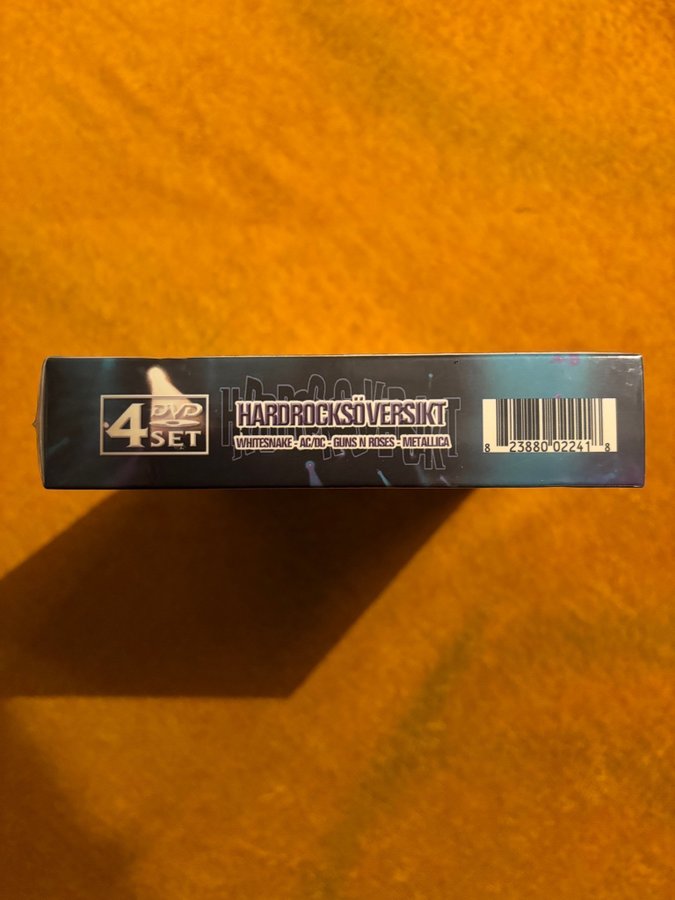 4 DVD SET
HARDROCKSÖVERSIKT
WHITESNAKE - AC/DC - GUNS N ROSES - METALLICA
8 23880 02241 8